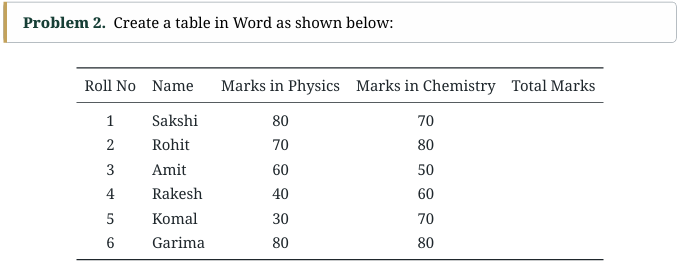 Problem 2. Create a table in Word as shown below:
Roll No Name Marks in Physics Marks in Chemistry Total Marks
1 Sakshi 80 70
2 Rohit 70 80
3 Amit 60 50
4 Rakesh 40 60
5 Komal 30 70
6 Garima 80 80